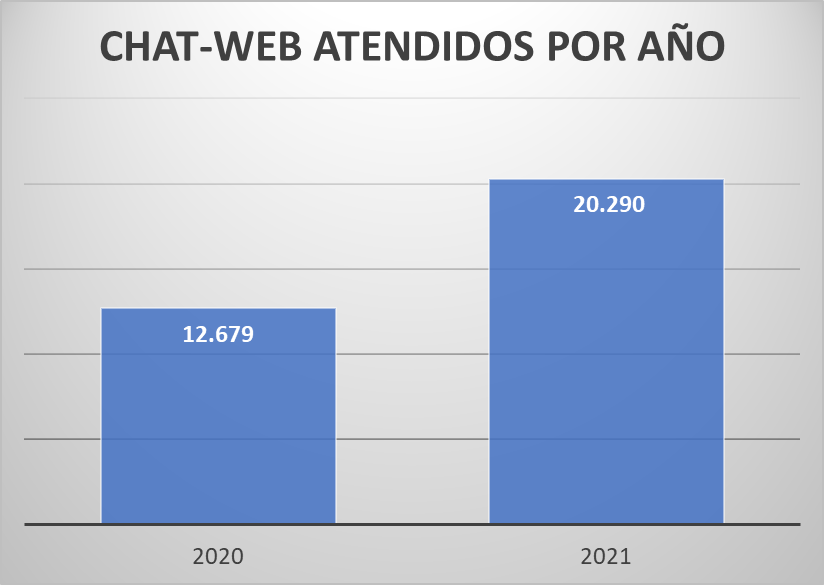 CHAT-WEB ATENDIDOS POR AÑO
20.290
12.679
2020 2021